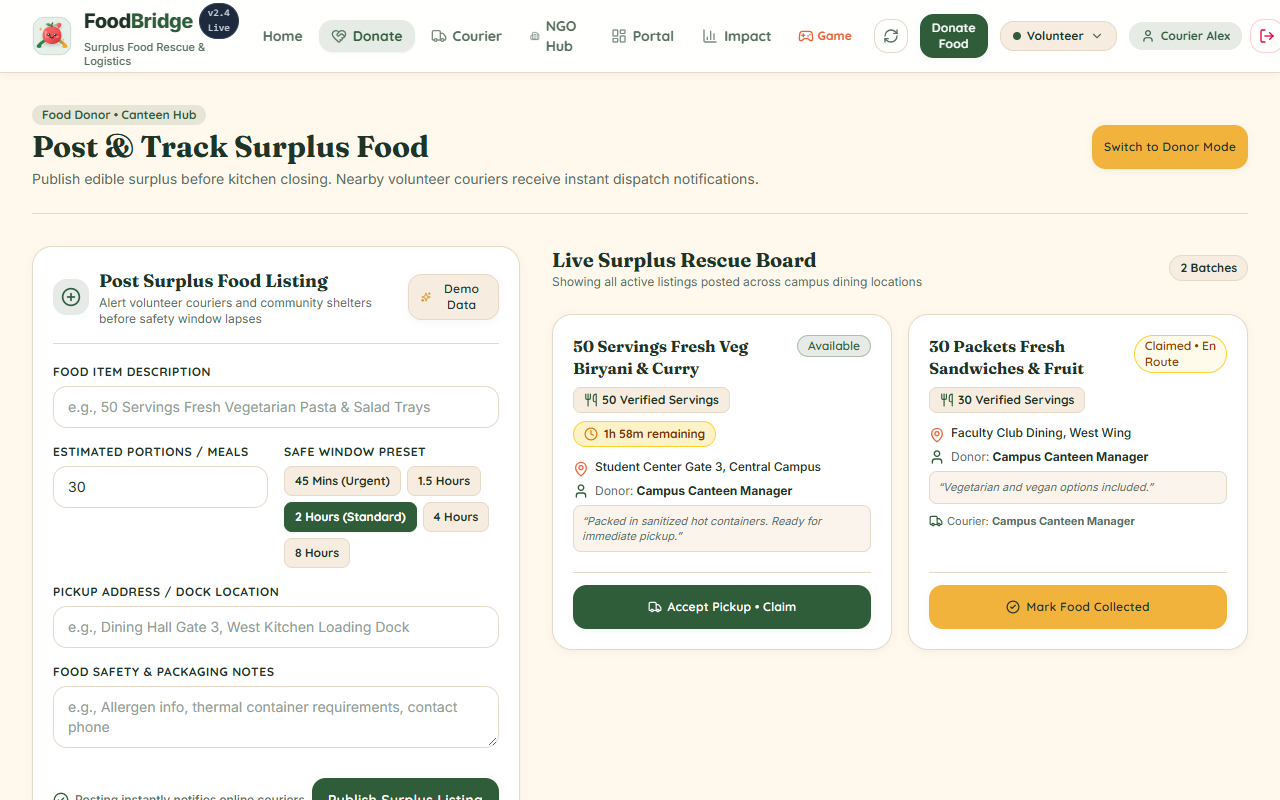 FoodBridge
v2.4
Live
Surplus Food Rescue &
Logistics
Home
Donate
Courier
NGO
Hub
Portal
Impact
Game
Donate
Food
Volunteer
Courier Alex
Food Donor • Canteen Hub
Post & Track Surplus Food
Publish edible surplus before kitchen closing. Nearby volunteer couriers receive instant dispatch notifications.
Switch to Donor Mode
Post Surplus Food Listing
Alert volunteer couriers and community shelters
before safety window lapses
Demo
Data
FOOD ITEM DESCRIPTION
e.g., 50 Servings Fresh Vegetarian Pasta & Salad Trays
ESTIMATED PORTIONS / MEALS
30
SAFE WINDOW PRESET
45 Mins (Urgent)
1.5 Hours
2 Hours (Standard)
4 Hours
8 Hours
PICKUP ADDRESS / DOCK LOCATION
e.g., Dining Hall Gate 3, West Kitchen Loading Dock
FOOD SAFETY & PACKAGING NOTES
e.g., Allergen info, thermal container requirements, contact
phone
Posting instantly notifies online couriers
Publish Surplus Listing
Live Surplus Rescue Board
Showing all active listings posted across campus dining locations
2 Batches
50 Servings Fresh Veg
Biryani & Curry
Available
50 Verified Servings
1h 58m remaining
Student Center Gate 3, Central Campus
Donor: Campus Canteen Manager
“Packed in sanitized hot containers. Ready for
immediate pickup.”
Accept Pickup • Claim
30 Packets Fresh
Sandwiches & Fruit
Claimed • En
Route
30 Verified Servings
Faculty Club Dining, West Wing
Donor: Campus Canteen Manager
“Vegetarian and vegan options included.”
Courier: Campus Canteen Manager
Mark Food Collected